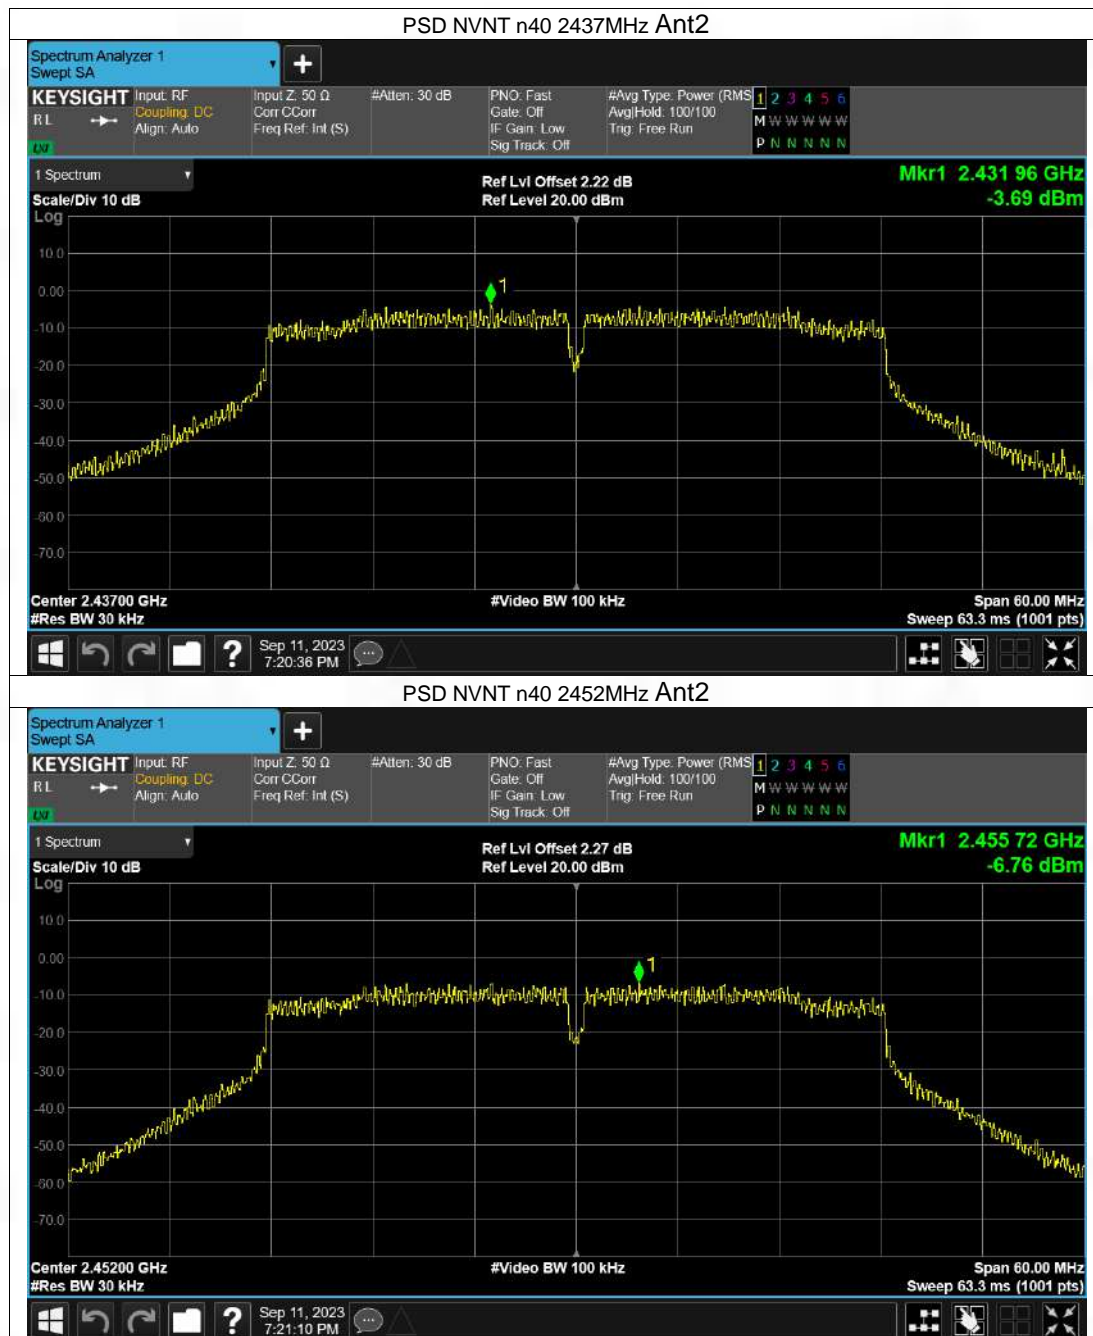 PSD NVNT n40 2437MHz Ant2
Spectrum Analyzer 1
Swept SA
+
KEYSIGHT Input: RF Input Z: 50 Ω #Atten: 30 dB PNO: Fast #Avg Type: Power (RMS 1 2 3 4 5 6
RL Coupling: DC Corr CCorr Gate: Off Avg|Hold: 100/100 M W W W W W
Align: Auto Freq Ref: Int (S) IF Gain: Low Trig: Free Run
LXI Sig Track: Off P N N N N N
1 Spectrum Ref Lvl Offset 2.22 dB Mkr1 2.431 96 GHz
Scale/Div 10 dB Ref Level 20.00 dBm -3.69 dBm
Log
10.0
0.00
1
-10.0
-20.0
-30.0
-40.0
-50.0
-60.0
-70.0
Center 2.43700 GHz #Video BW 100 kHz Span 60.00 MHz
#Res BW 30 kHz Sweep 63.3 ms (1001 pts)
? Sep 11, 2023
7:20:36 PM
PSD NVNT n40 2452MHz Ant2
Spectrum Analyzer 1
Swept SA
+
KEYSIGHT Input: RF Input Z: 50 Ω #Atten: 30 dB PNO: Fast #Avg Type: Power (RMS 1 2 3 4 5 6
RL Coupling: DC Corr CCorr Gate: Off Avg|Hold: 100/100 M W W W W W
Align: Auto Freq Ref: Int (S) IF Gain: Low Trig: Free Run
LXI Sig Track: Off P N N N N N
1 Spectrum Ref Lvl Offset 2.27 dB Mkr1 2.455 72 GHz
Scale/Div 10 dB Ref Level 20.00 dBm -6.76 dBm
Log
10.0
0.00
1
-10.0
-20.0
-30.0
-40.0
-50.0
-60.0
-70.0
Center 2.45200 GHz #Video BW 100 kHz Span 60.00 MHz
#Res BW 30 kHz Sweep 63.3 ms (1001 pts)
? Sep 11, 2023
7:21:10 PM